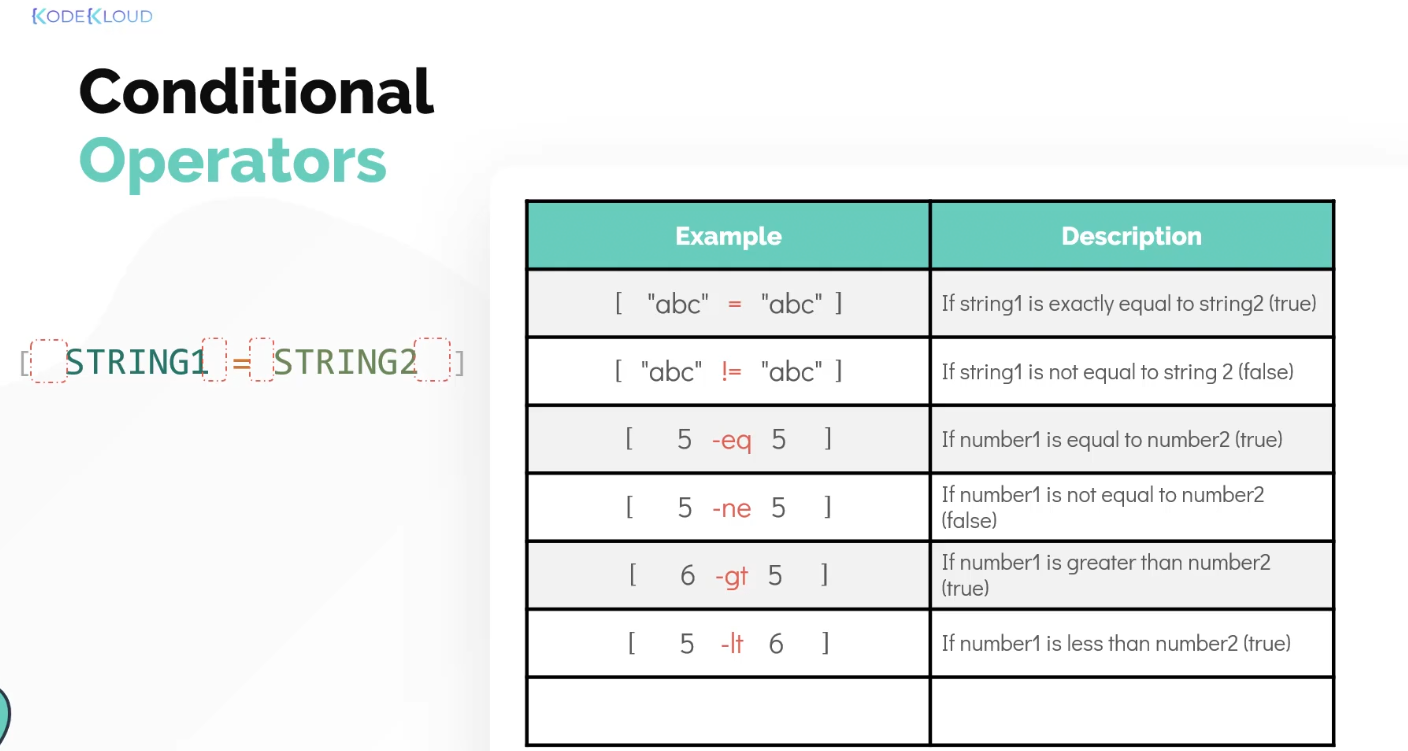 {KODE{KLOUD
Conditional
Operators
[ STRING1 = STRING2 ]
Example Description
[ "abc" = "abc" ] If string1 is exactly equal to string2 (true)
[ "abc" != "abc" ] If string1 is not equal to string 2 (false)
[ 5 -eq 5 ] If number1 is equal to number2 (true)
[ 5 -ne 5 ] If number1 is not equal to number2
(false)
[ 6 -gt 5 ] If number1 is greater than number2
(true)
[ 5 -lt 6 ] If number1 is less than number2 (true)